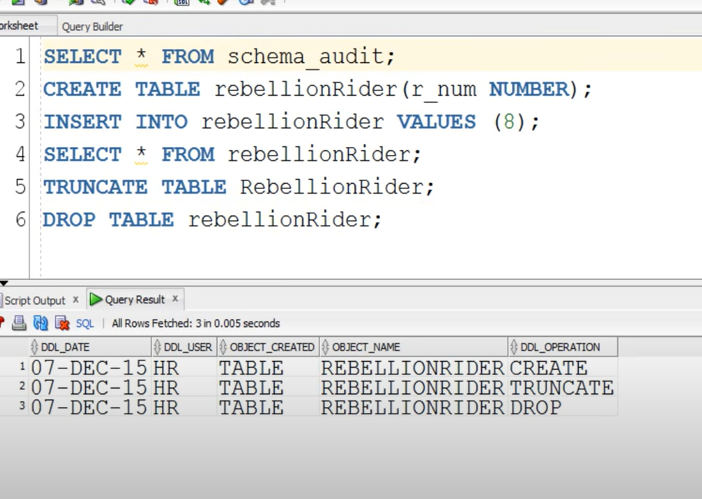 orksheet Query Builder
1 SELECT * FROM schema_audit;
2 CREATE TABLE rebellionRider(r_num NUMBER);
3 INSERT INTO rebellionRider VALUES (8);
4 SELECT * FROM rebellionRider;
5 TRUNCATE TABLE RebellionRider;
6 DROP TABLE rebellionRider;
Script Output x Query Result x
SQL | All Rows Fetched: 3 in 0.005 seconds
DDL_DATE DDL_USER OBJECT_CREATED OBJECT_NAME DDL_OPERATION
1 07-DEC-15 HR TABLE REBELLIONRIDER CREATE
2 07-DEC-15 HR TABLE REBELLIONRIDER TRUNCATE
3 07-DEC-15 HR TABLE REBELLIONRIDER DROP